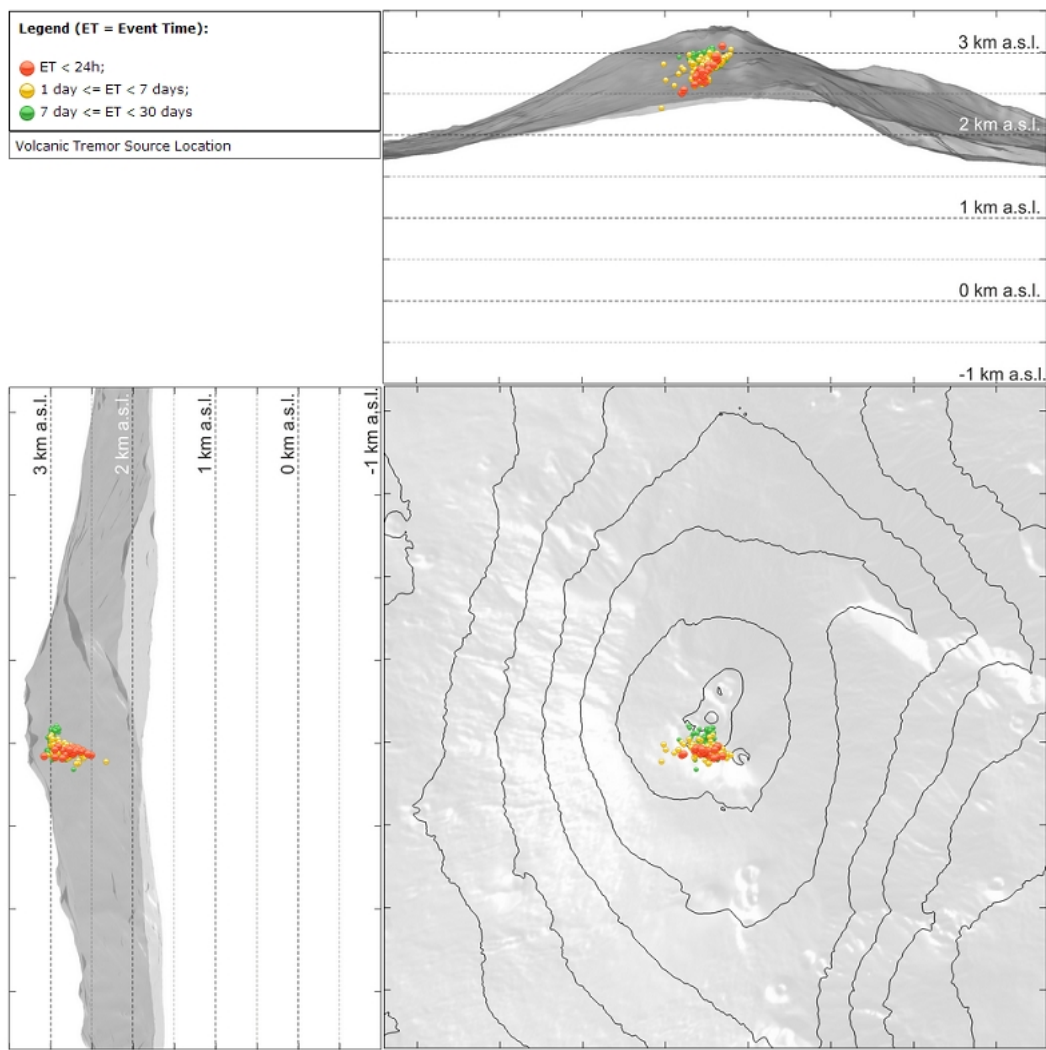 Legend (ET = Event Time):
ET < 24h;
1 day <= ET < 7 days;
7 day <= ET < 30 days
Volcanic Tremor Source Location
3 km a.s.l.
2 km a.s.l.
1 km a.s.l.
0 km a.s.l.
-1 km a.s.l.
3 km a.s.l.
2 km a.s.l.
1 km a.s.l.
0 km a.s.l.
-1 km a.s.l.